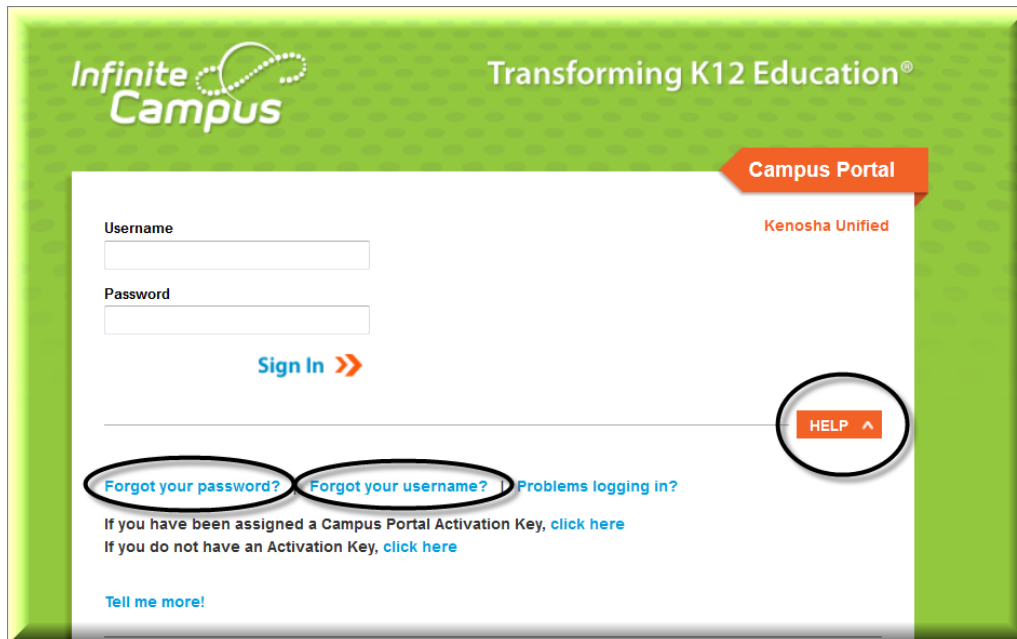 Infinite Campus
Transforming K12 Education®
Campus Portal
Kenosha Unified
Username
Password
Sign In
HELP
Forgot your password? | Forgot your username? | Problems logging in?
If you have been assigned a Campus Portal Activation Key, click here
If you do not have an Activation Key, click here
Tell me more!